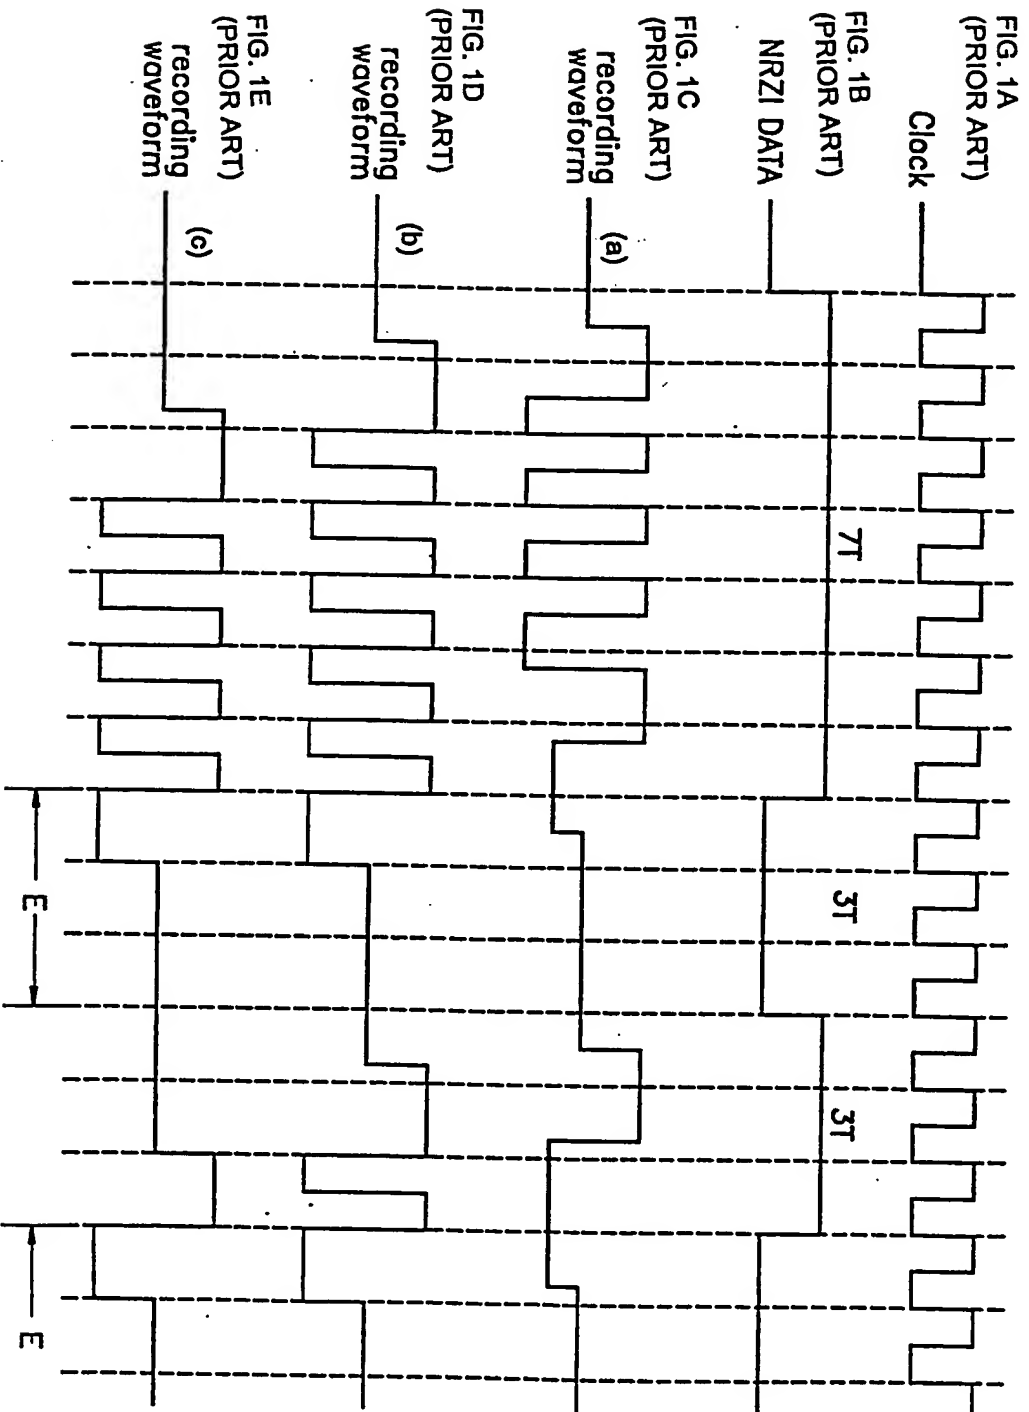 FIG. 1A
(PRIOR ART)
Clock
FIG. 1B
(PRIOR ART)
NRZI DATA
7T
3T
3T
FIG. 1C
(PRIOR ART)
recording
waveform
(a)
FIG. 1D
(PRIOR ART)
recording
waveform
(b)
FIG. 1E
(PRIOR ART)
recording
waveform
(c)
E
E